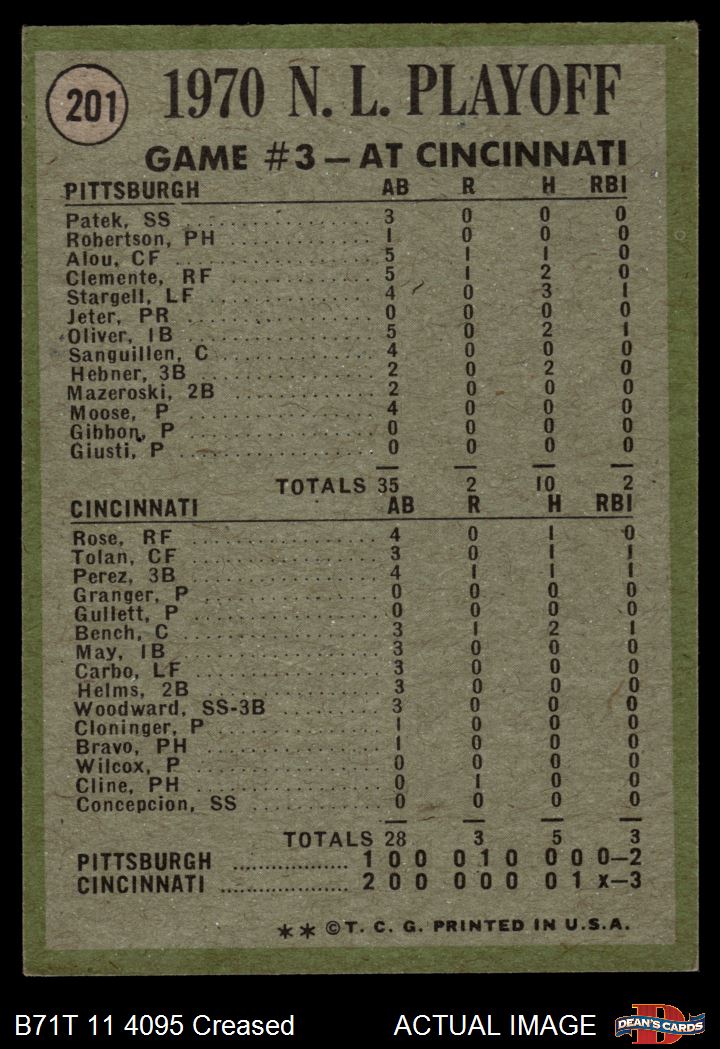 201
1970 N. L. PLAYOFF
GAME #3 – AT CINCINNATI
PITTSBURGH AB R H RBI
Patek, SS 3 0 0 0
Robertson, PH 1 0 0 0
Alou, CF 5 1 1 0
Clemente, RF 5 1 2 0
Stargell, LF 4 0 3 1
Jeter, PR 0 0 0 0
Oliver, 1B 5 0 2 1
Sanguillen, C 4 0 0 0
Hebner, 3B 2 0 2 0
Mazeroski, 2B 2 0 0 0
Moose, P 4 0 0 0
Gibbon, P 0 0 0 0
Giusti, P 0 0 0 0
TOTALS 35 2 10 2
CINCINNATI AB R H RBI
Rose, RF 4 0 1 0
Tolan, CF 3 0 1 1
Perez, 3B 4 1 1 1
Granger, P 0 0 0 0
Gullett, P 0 0 0 0
Bench, C 3 1 2 1
May, 1B 3 0 0 0
Carbo, LF 3 0 0 0
Helms, 2B 3 0 0 0
Woodward, SS-3B 3 0 0 0
Cloninger, P 1 0 0 0
Bravo, PH 1 0 0 0
Wilcox, P 0 0 0 0
Cline, PH 0 1 0 0
Concepcion, SS 0 0 0 0
TOTALS 28 3 5 3
PITTSBURGH 1 0 0 0 1 0 0 0 0–2
CINCINNATI 2 0 0 0 0 0 0 1 x–3
** © T. C. G. PRINTED IN U.S.A.
B71T 11 4095 Creased ACTUAL IMAGE DEAN'S CARDS